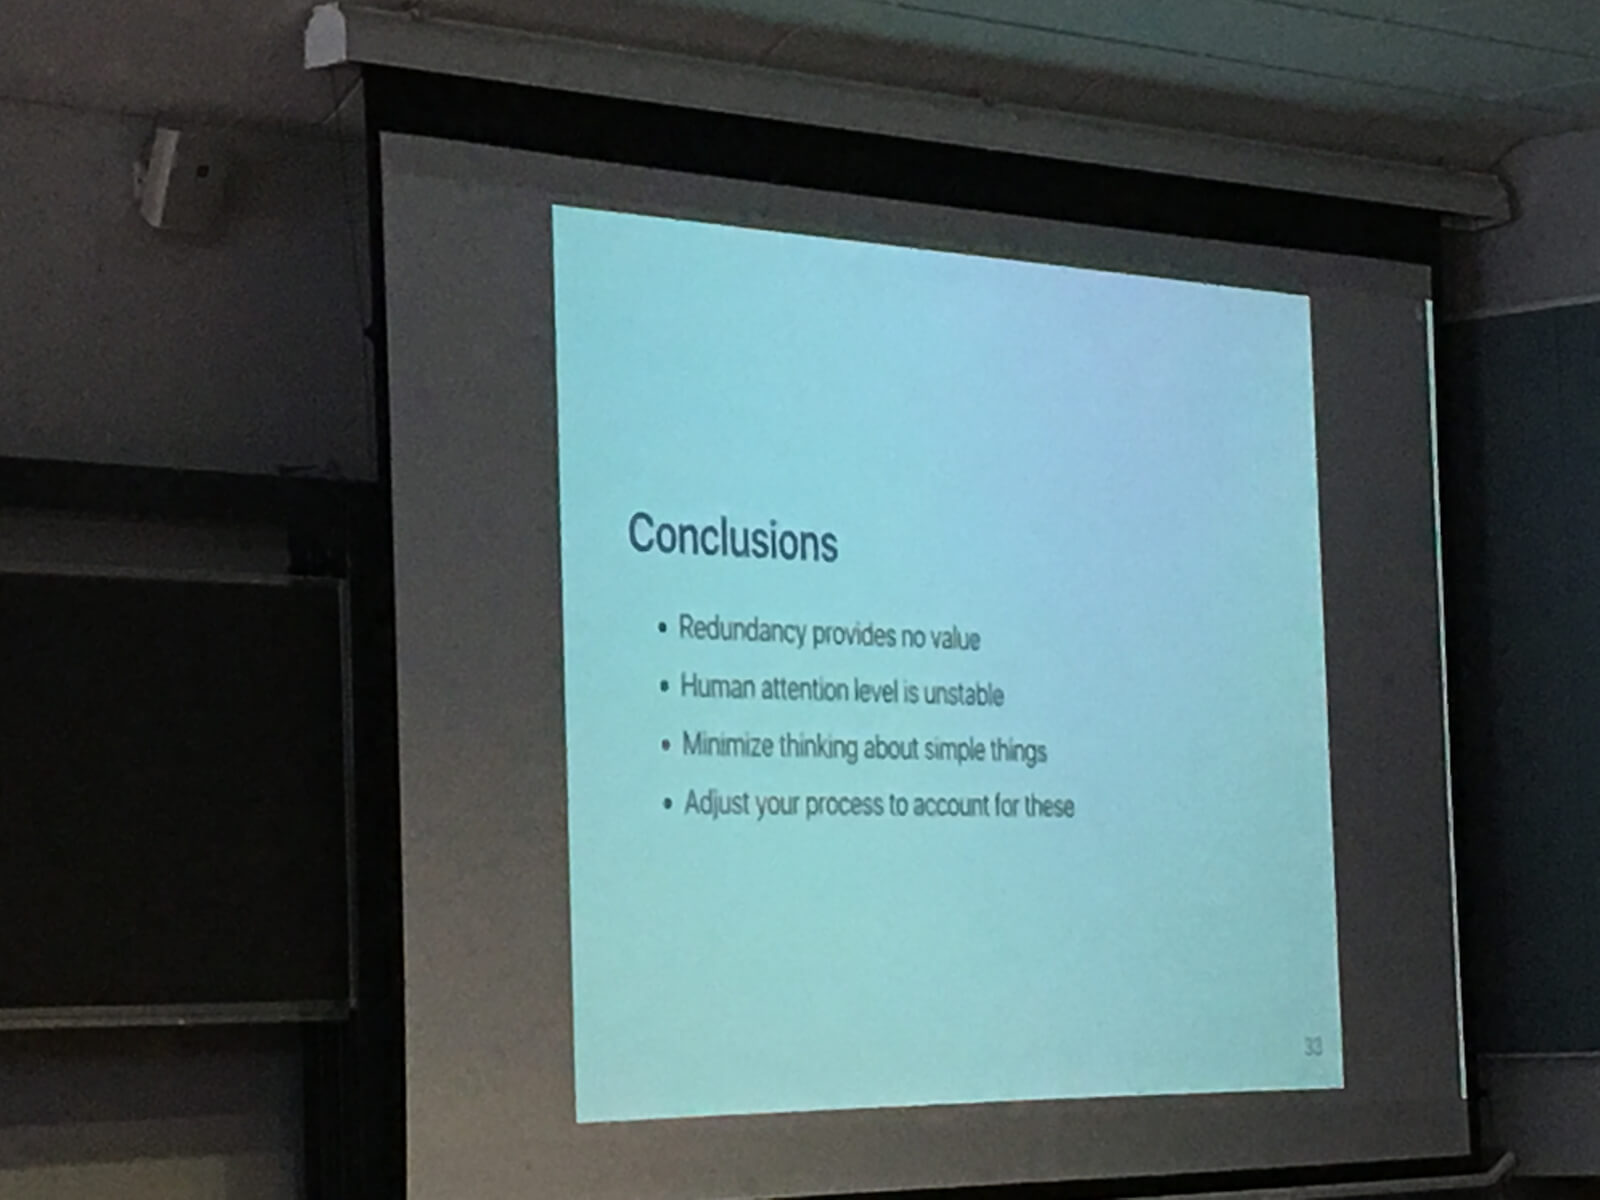 Conclusions
• Redundancy provides no value
• Human attention level is unstable
• Minimize thinking about simple things
• Adjust your process to account for these
33